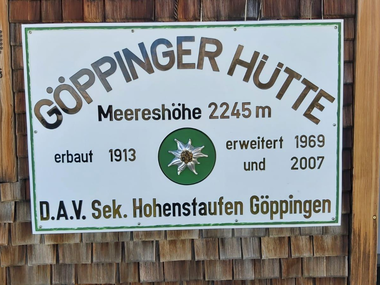 GÖPPINGER HÜTTE
Meereshöhe 2245 m
erbaut 1913
erweitert 1969
und 2007
D.A.V. Sek. Hohenstaufen Göppingen